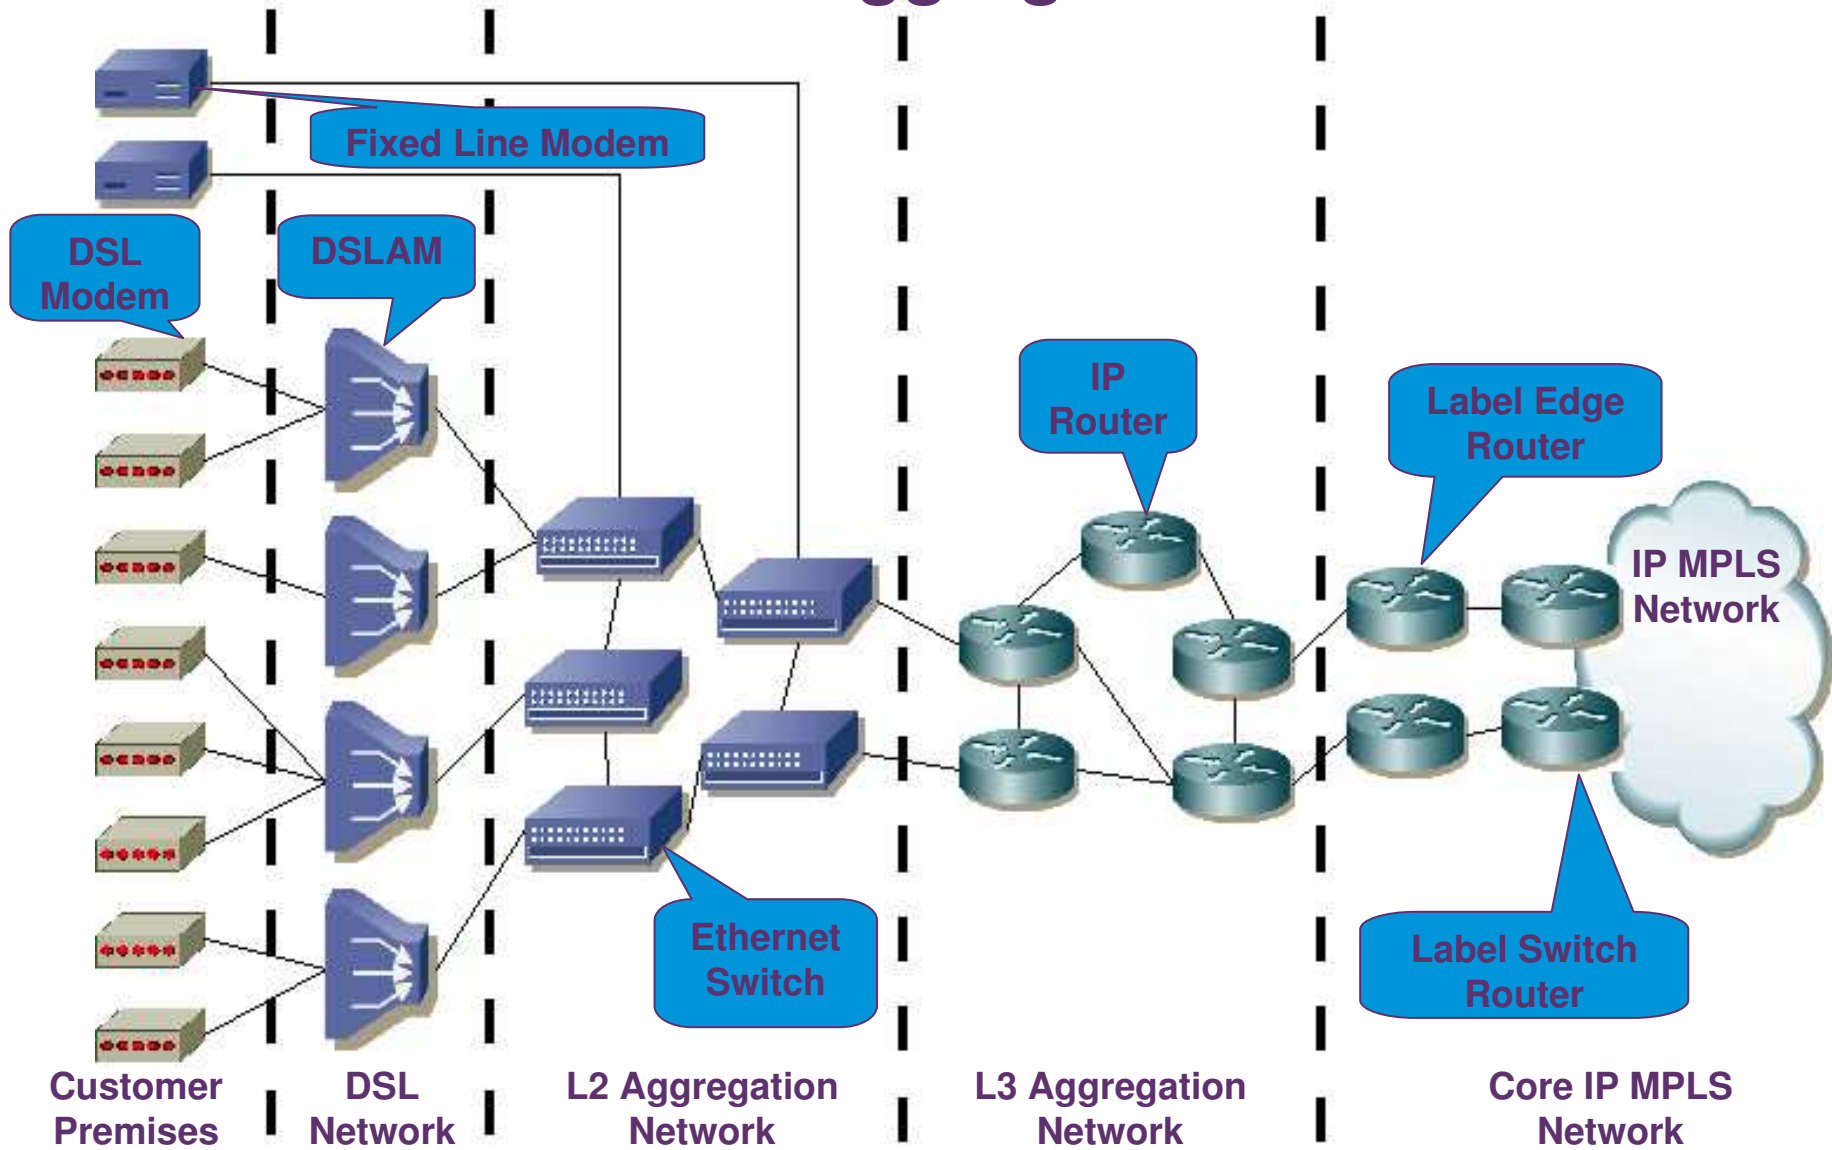 Fixed Line Modem
DSL
Modem
DSLAM
IP
Router
Label Edge
Router
IP MPLS
Network
Ethernet
Switch
Label Switch
Router
Customer
Premises
DSL
Network
L2 Aggregation
Network
L3 Aggregation
Network
Core IP MPLS
Network